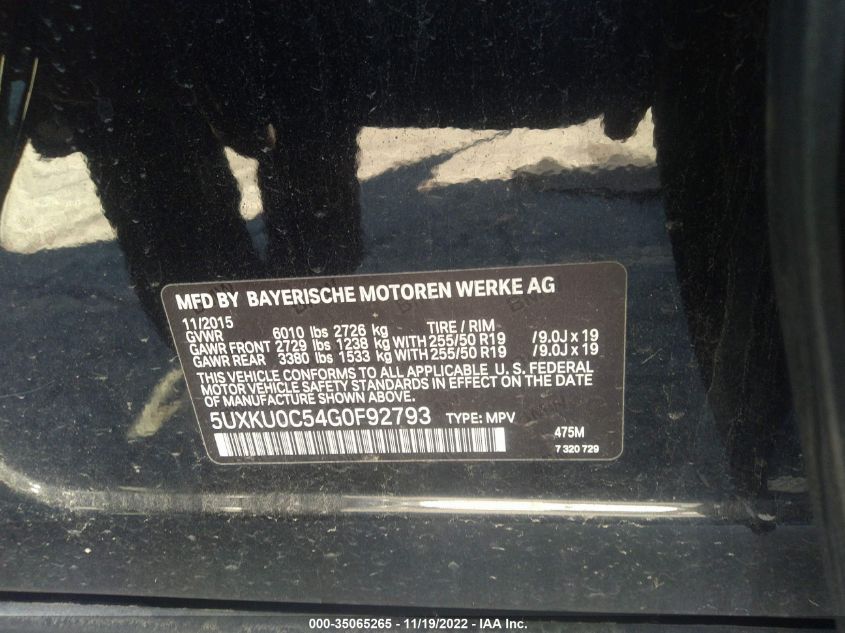 MFD BY BAYERISCHE MOTOREN WERKE AG
11/2015
GVWR 6010 lbs 2726 kg TIRE / RIM
GAWR FRONT 2729 lbs 1238 kg WITH 255/50 R19 /9.0J x 19
GAWR REAR 3380 lbs 1533 kg WITH 255/50 R19 /9.0J x 19
THIS VEHICLE CONFORMS TO ALL APPLICABLE U. S. FEDERAL
MOTOR VEHICLE SAFETY STANDARDS IN EFFECT ON THE DATE
OF MANUFACTURE SHOWN ABOVE.
5UXKU0C54G0F92793 TYPE: MPV
475M
7 320 729
000-35065265 - 11/19/2022 - IAA Inc.